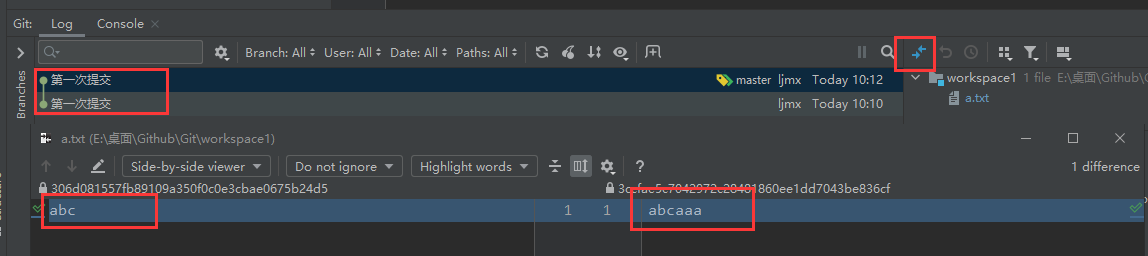 Git: Log Console
Branch: All User: All Date: All Paths: All
Branches
第一次提交 master ljmx Today 10:12
第一次提交 ljmx Today 10:10
workspace1 1 file E:\桌面\Github\G
a.txt
a.txt (E:\桌面\Github\Git\workspace1)
Side-by-side viewer Do not ignore Highlight words ? 1 difference
306d081557fb89109a350f0c0e3cbae0675b24d5
abc 1 1 abcaaa